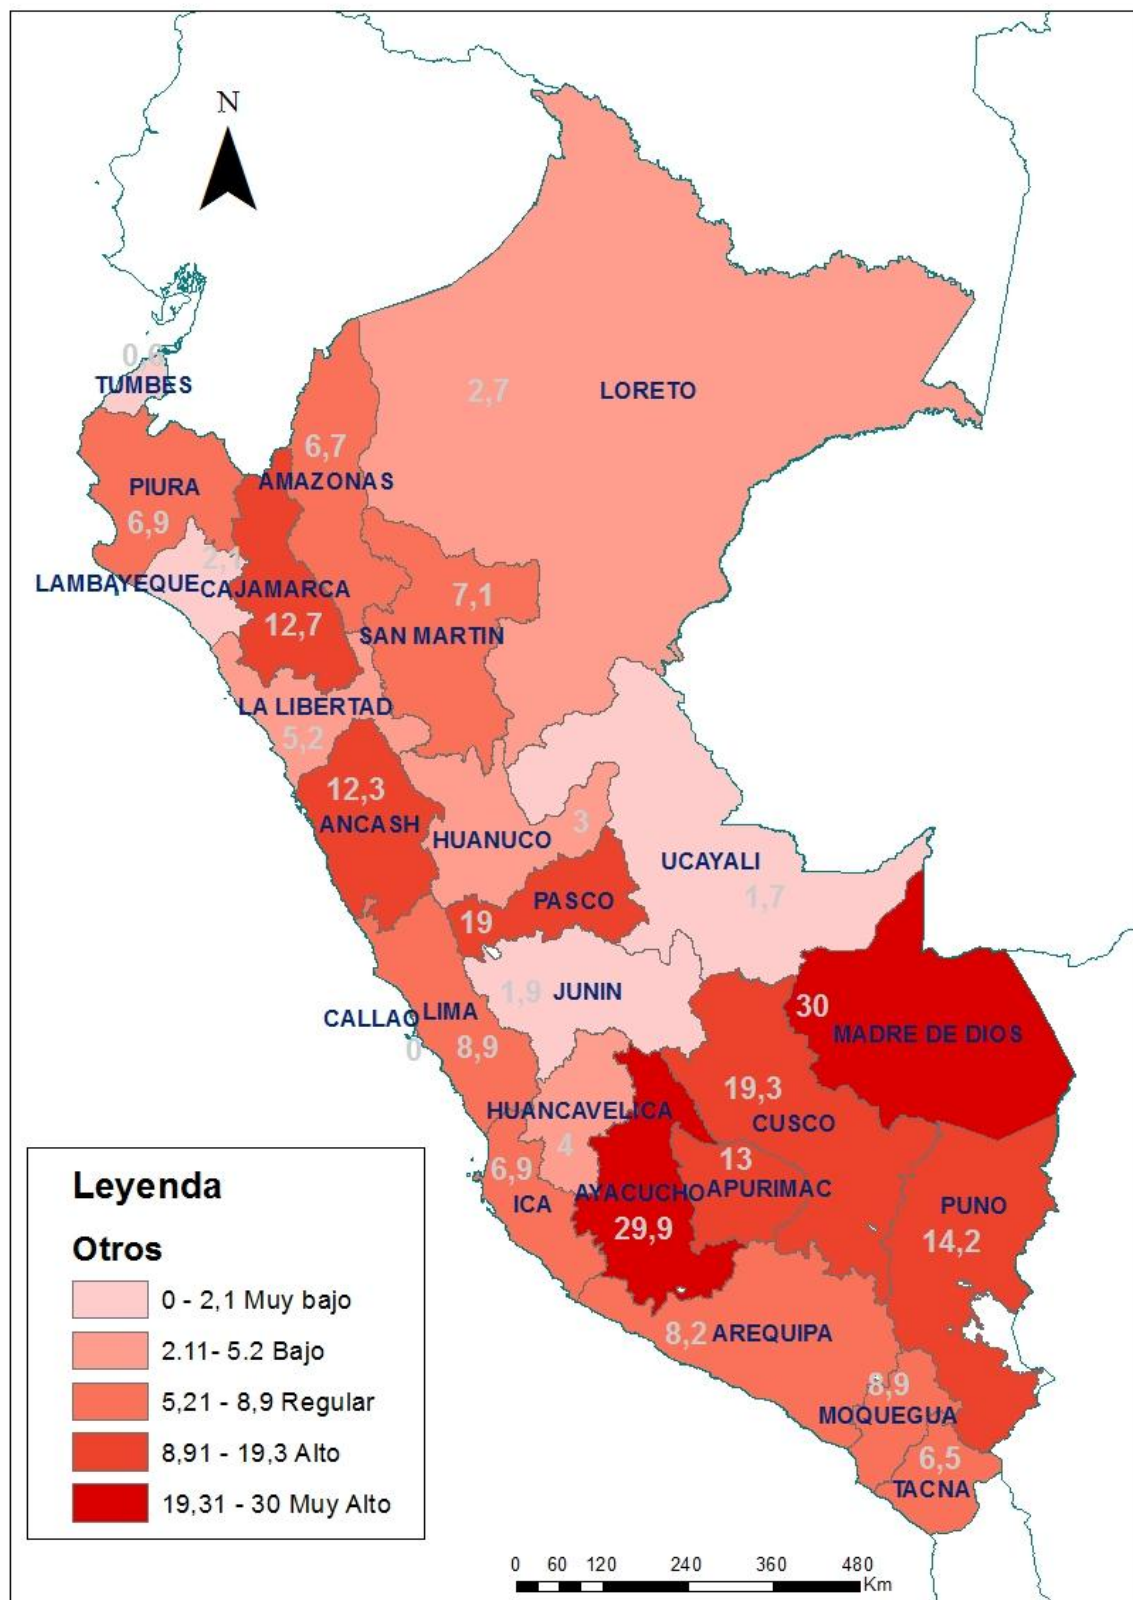 N
0,6
TUMBES
2,7
LORETO
6,7
AMAZONAS
PIURA
6,9
2,1
LAMBAYEQUE
CAJAMARCA
12,7
7,1
SAN MARTIN
LA LIBERTAD
5,2
12,3
ANCASH
HUANUCO
3
UCAYALI
1,7
PASCO
19
1,9
JUNIN
CALLAO
0
LIMA
8,9
30
MADRE DE DIOS
19,3
CUSCO
HUANCAVELICA
4
6,9
ICA
AYACUCHO
29,9
13
APURIMAC
PUNO
14,2
8,2
AREQUIPA
8,9
MOQUEGUA
6,5
TACNA
Leyenda
Otros
0 - 2,1 Muy bajo
2.11- 5.2 Bajo
5,21 - 8,9 Regular
8,91 - 19,3 Alto
19,31 - 30 Muy Alto
0 60 120 240 360 480
Km